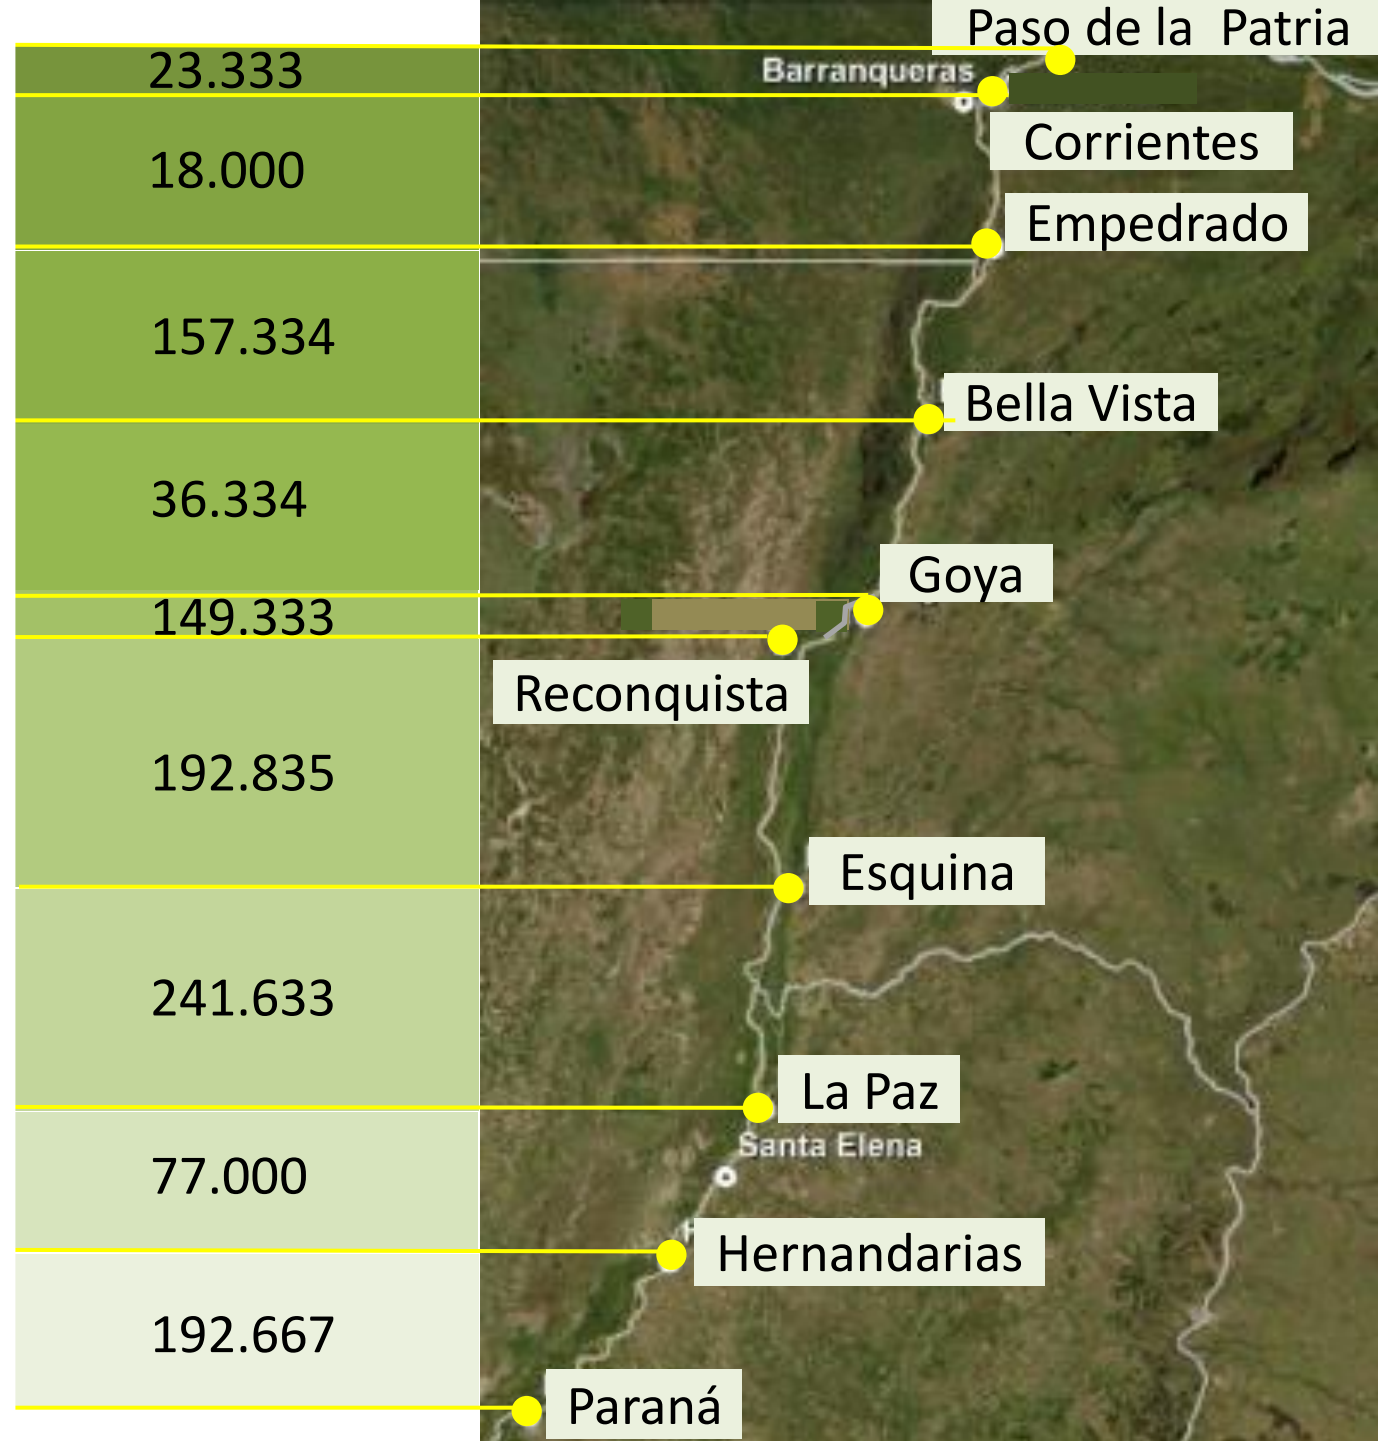 Paso de la Patria
23.333
Barranqueras
Corrientes
18.000
Empedrado
157.334
Bella Vista
36.334
Goya
149.333
Reconquista
192.835
Esquina
241.633
La Paz
Santa Elena
77.000
Hernandarias
192.667
Paraná